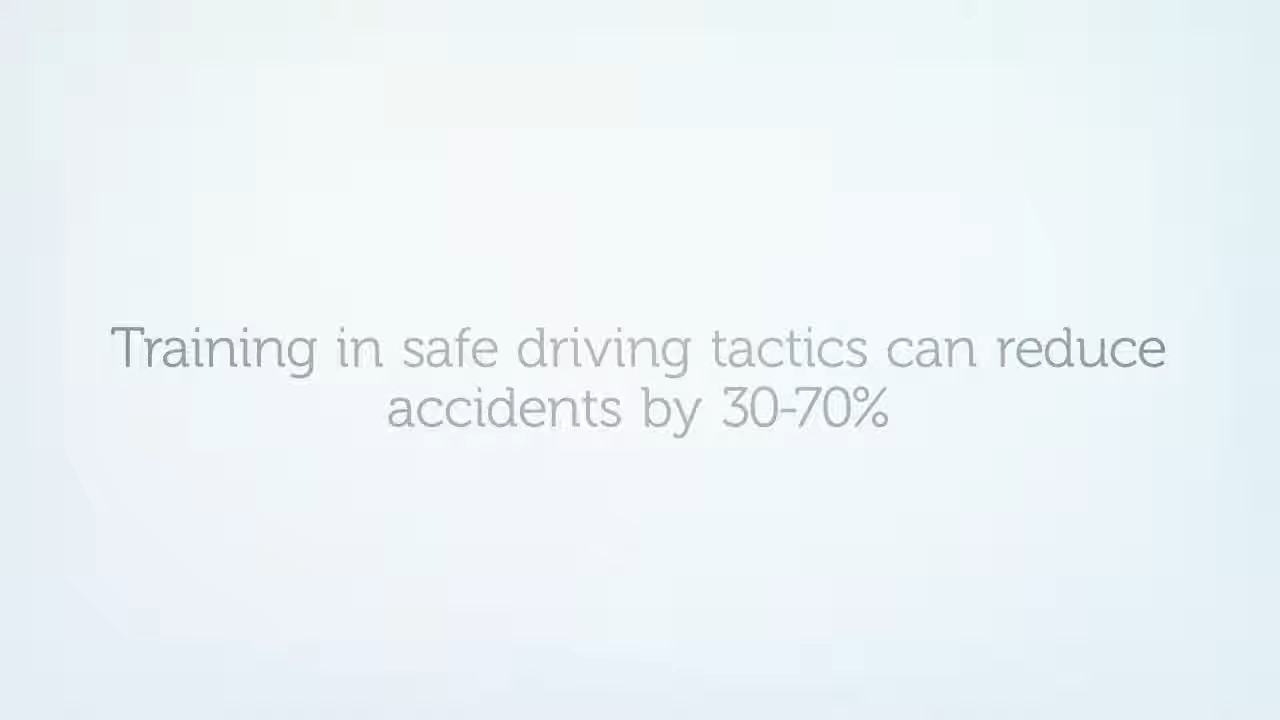 Training in safe driving tactics can reduce
accidents by 30-70%